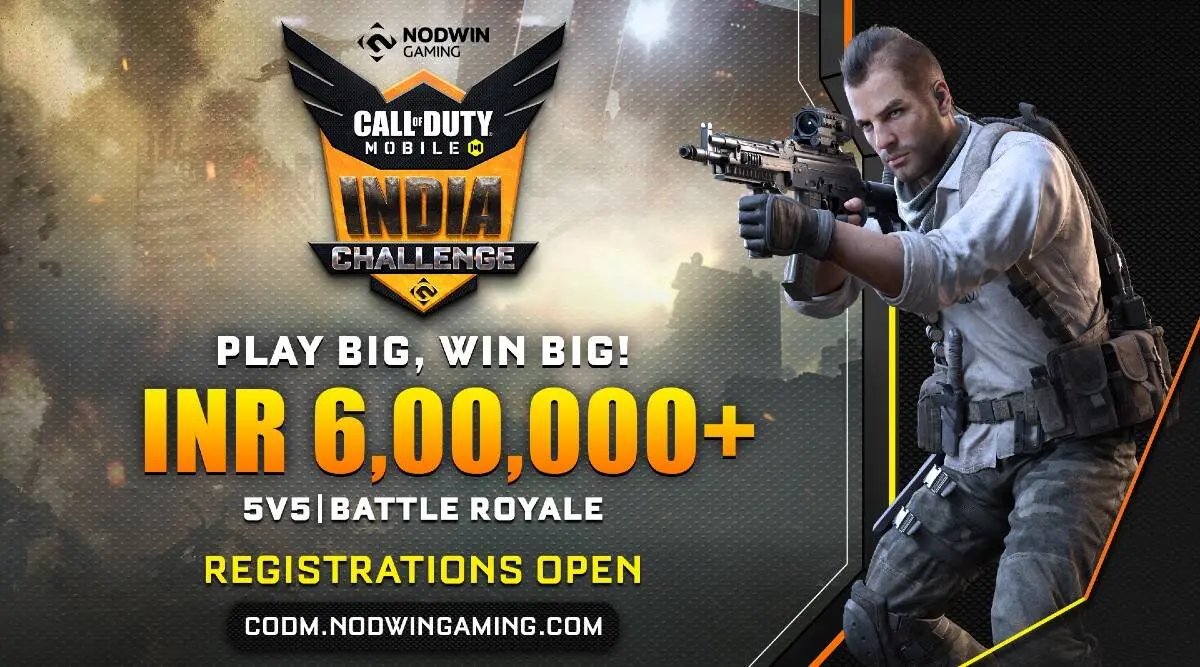 NODWIN
GAMING
CALL OF DUTY
MOBILE
INDIA
CHALLENGE
PLAY BIG, WIN BIG!
INR 6,00,000+
5V5|BATTLE ROYALE
REGISTRATIONS OPEN
CODM.NODWINGAMING.COM